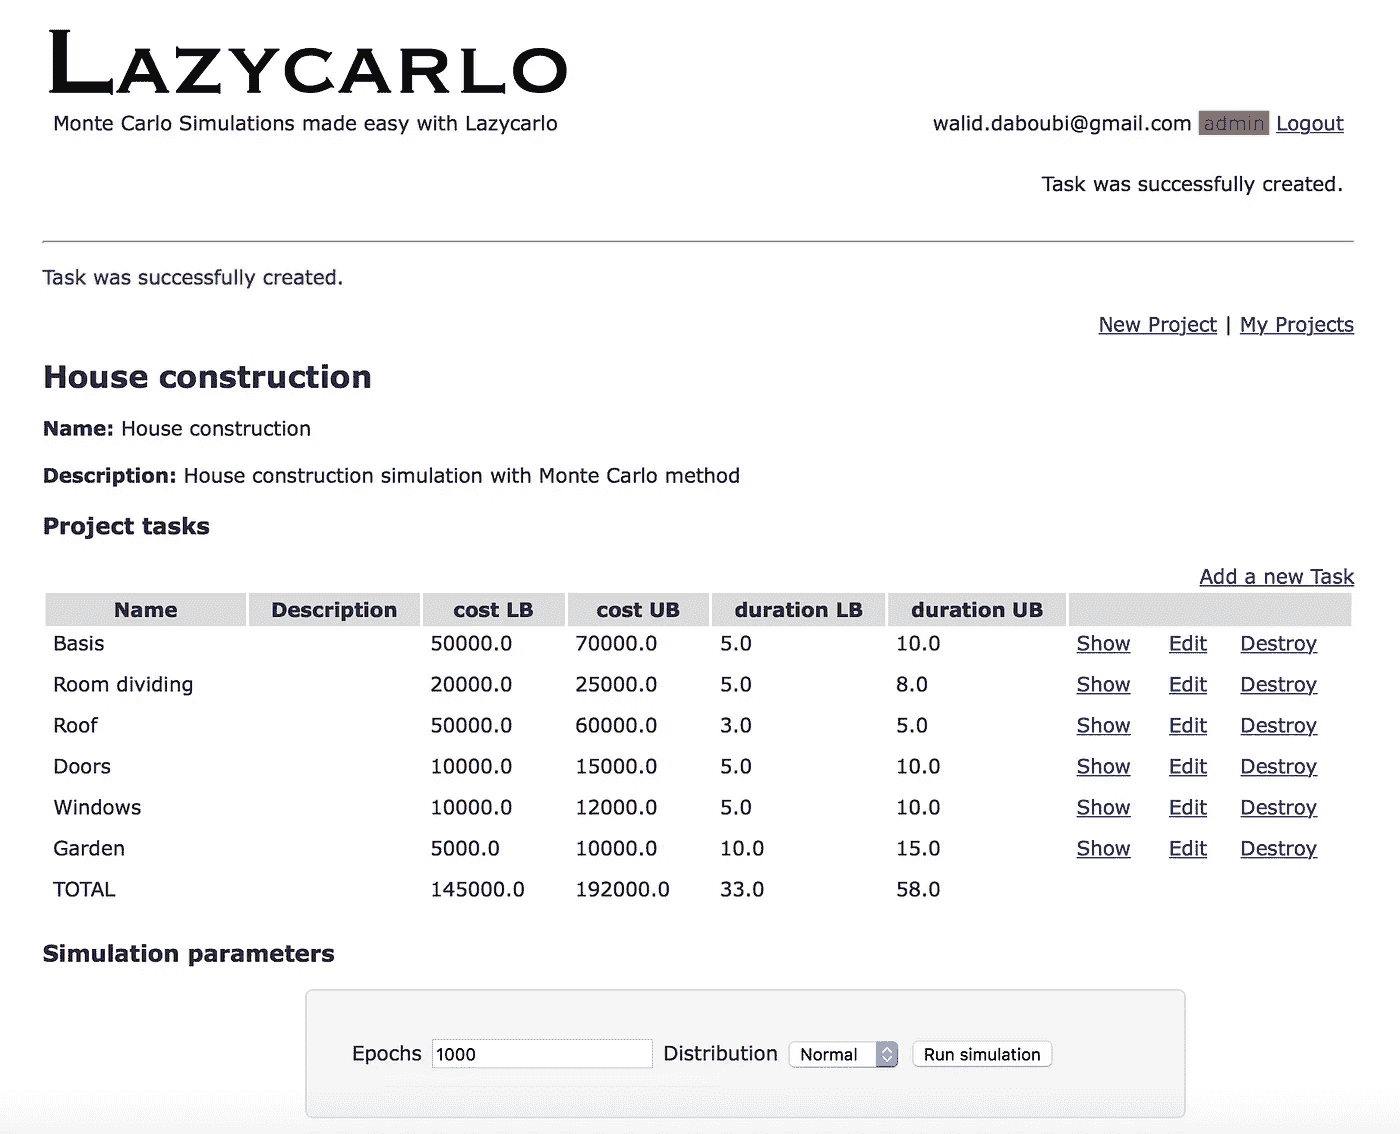 LAZYCARLO
Monte Carlo Simulations made easy with Lazycarlo
walid.daboubi@gmail.com admin Logout
Task was successfully created.
Task was successfully created.
New Project | My Projects
House construction
Name: House construction
Description: House construction simulation with Monte Carlo method
Project tasks
Add a new Task
Name Description cost LB cost UB duration LB duration UB
Basis 50000.0 70000.0 5.0 10.0 Show Edit Destroy
Room dividing 20000.0 25000.0 5.0 8.0 Show Edit Destroy
Roof 50000.0 60000.0 3.0 5.0 Show Edit Destroy
Doors 10000.0 15000.0 5.0 10.0 Show Edit Destroy
Windows 10000.0 12000.0 5.0 10.0 Show Edit Destroy
Garden 5000.0 10000.0 10.0 15.0 Show Edit Destroy
TOTAL 145000.0 192000.0 33.0 58.0
Simulation parameters
Epochs 1000 Distribution Normal Run simulation